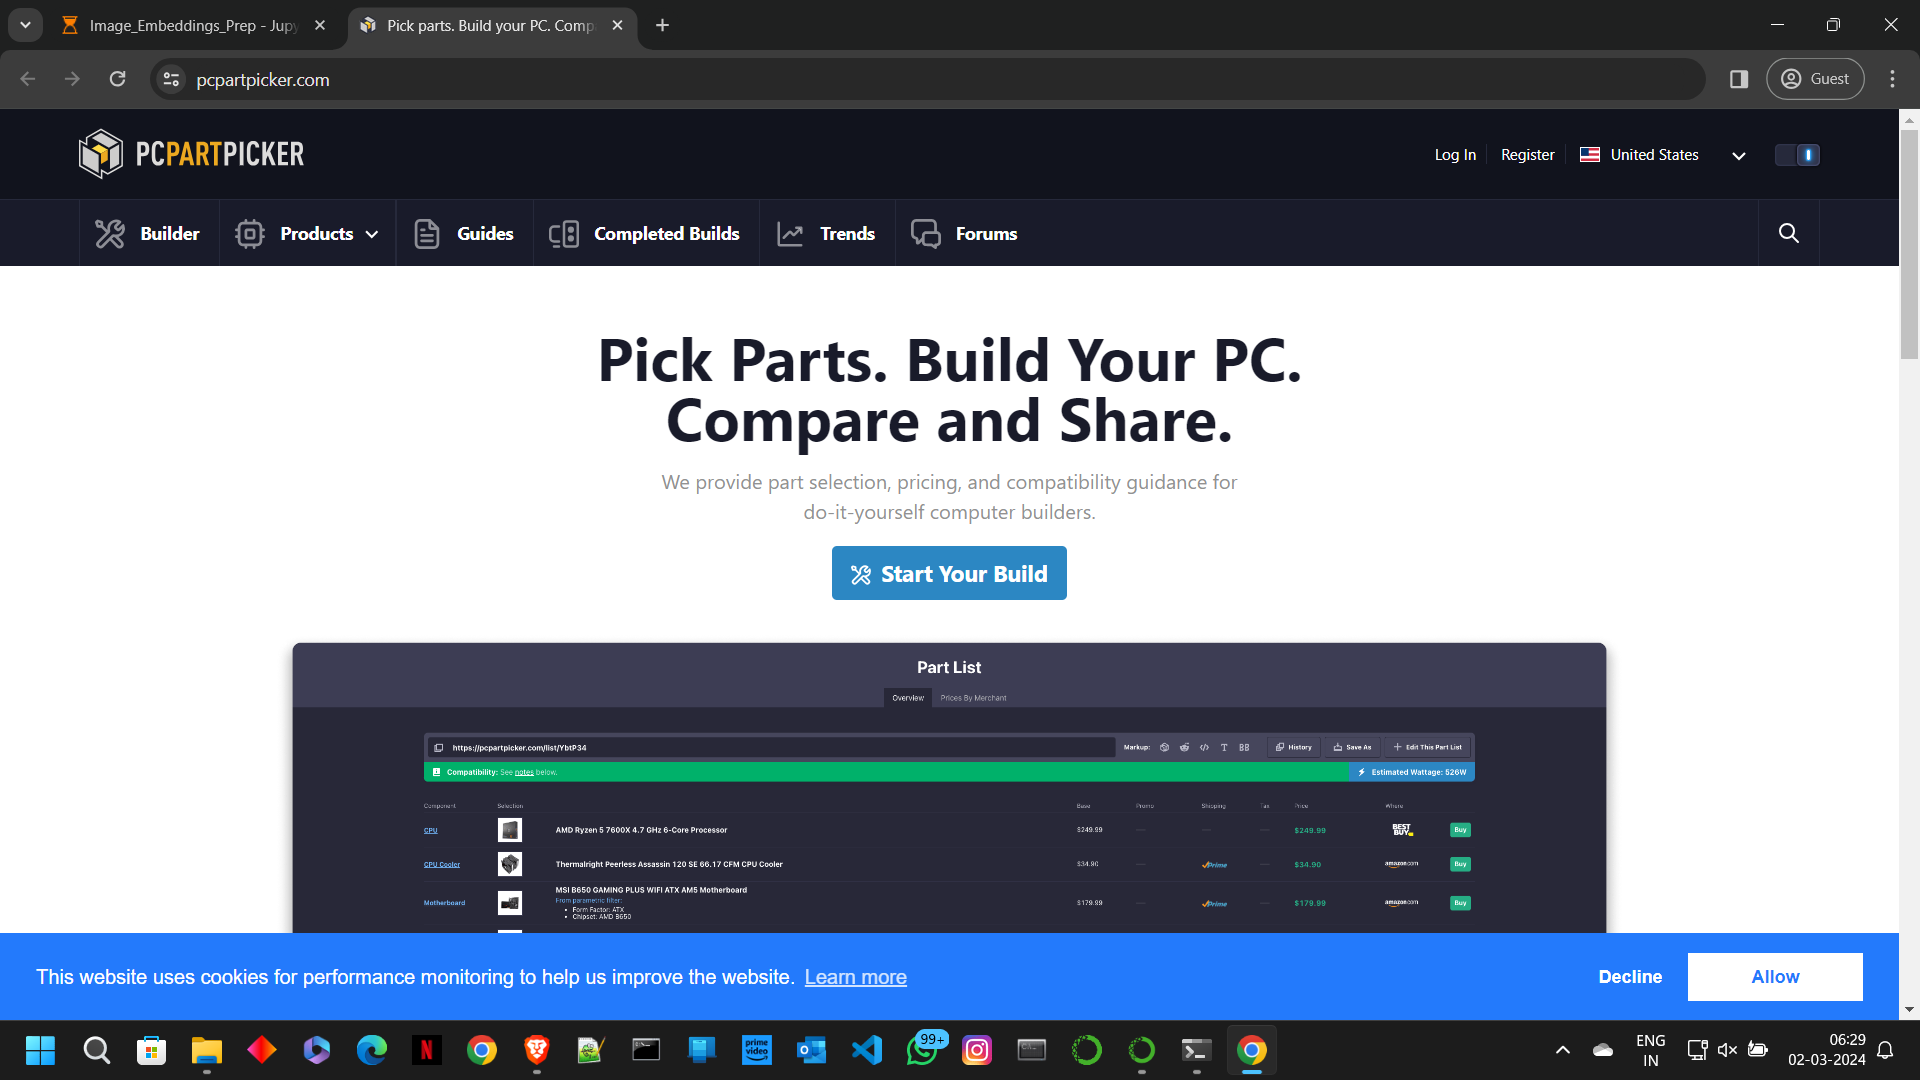 Image_Embeddings_Prep - Jupy
Pick parts. Build your PC. Comp
pcpartpicker.com
Guest
PCPARTPICKER
Log In
Register
United States
Builder
Products
Guides
Completed Builds
Trends
Forums
Pick Parts. Build Your PC.
Compare and Share.
We provide part selection, pricing, and compatibility guidance for
do-it-yourself computer builders.
Start Your Build
Part List
Overview
Prices By Merchant
https://pcpartpicker.com/list/YbtP34
Markup:
T
BB
History
Save As
Edit This Part List
Compatibility: See notes below.
Estimated Wattage: 526W
Component Selection Base Promo Shipping Tax Price Where
CPU AMD Ryzen 5 7600X 4.7 GHz 6-Core Processor $249.99 — — — $249.99 BEST BUY Buy
CPU Cooler Thermalright Peerless Assassin 120 SE 66.17 CFM CPU Cooler $34.90 — Prime — $34.90 amazon.com Buy
MSI B650 GAMING PLUS WIFI ATX AM5 Motherboard
Motherboard From parametric filter: $179.99 — Prime — $179.99 amazon.com Buy
• Form Factor: ATX
• Chipset: AMD B650
This website uses cookies for performance monitoring to help us improve the website. Learn more
Decline
Allow
N
prime video
99+
ENG
IN
06:29
02-03-2024